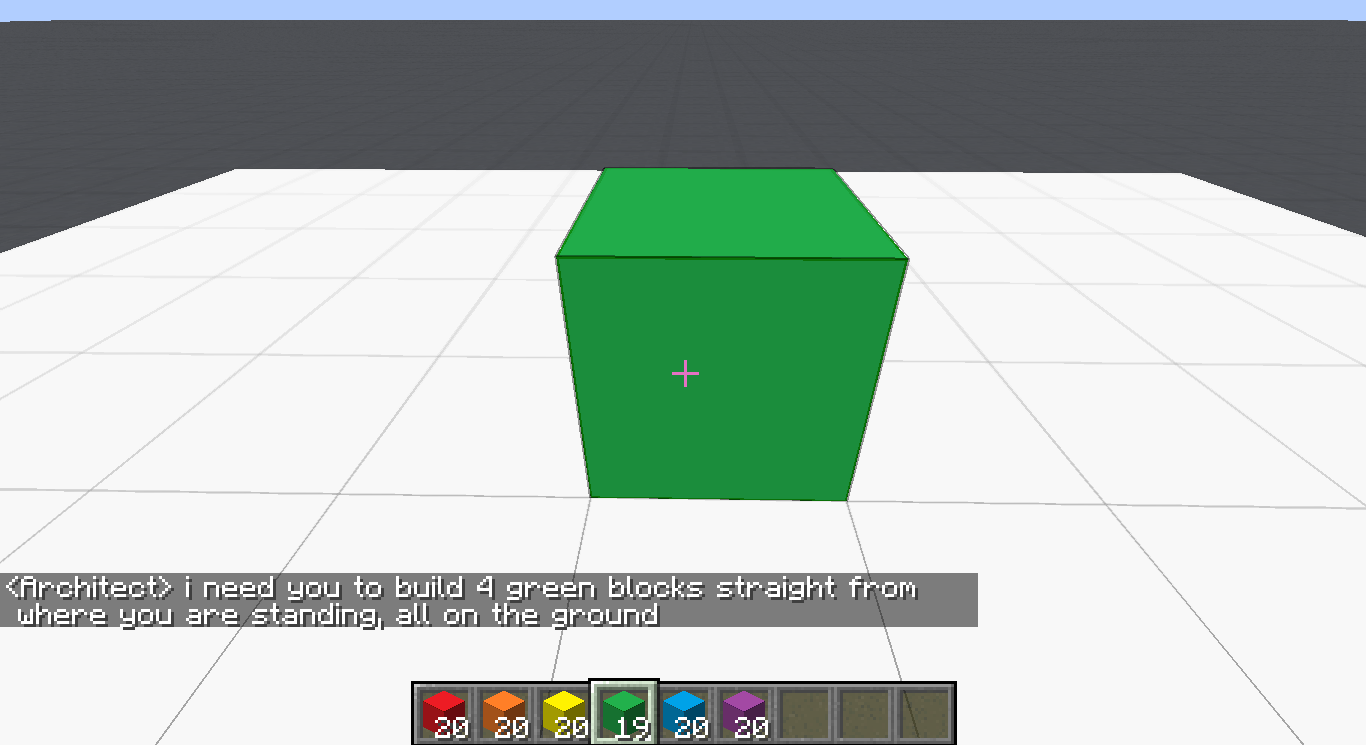 <Architect> i need you to build 4 green blocks straight from
where you are standing, all on the ground
20 20 20 19 20 20